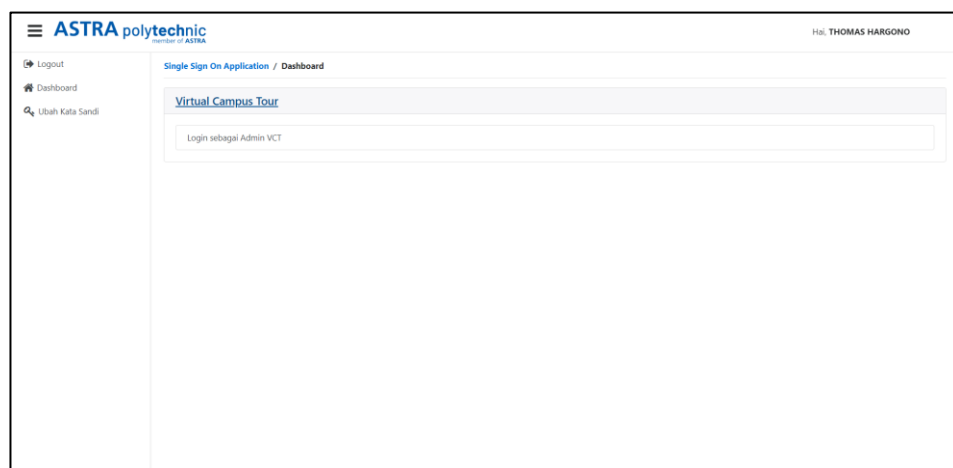 ASTRA polytechnic
member of ASTRA
Hai, THOMAS HARGONO
Logout
Dashboard
Ubah Kata Sandi
Single Sign On Application / Dashboard
Virtual Campus Tour
Login sebagai Admin VCT